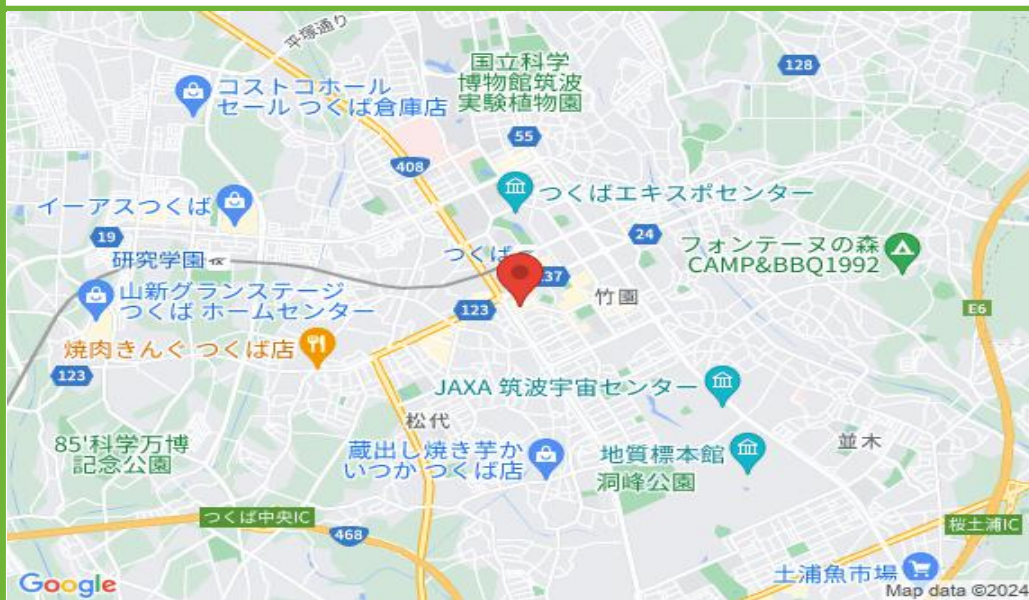 平塚通り
国立科学
博物館筑波
実験植物園
128
コストコホール
セール つくば倉庫店
55
408
つくばエキスポセンター
イーアスつくば
24
19
フォンテーヌの森
CAMP&BBQ1992
つくば
研究学園
37
竹園
山新グランステージ
つくば ホームセンター
123
E6
焼肉きんぐ つくば店
123
JAXA 筑波宇宙センター
松代
85'科学万博
記念公園
蔵出し焼き芋か
いつか つくば店
地質標本館
洞峰公園
並木
つくば中央IC
468
桜土浦IC
土浦魚市場
Google
Map data ©2024